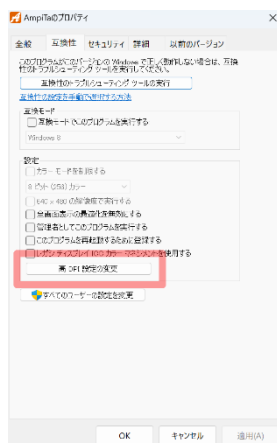 AmpiTaのプロパティ
全般 互換性 セキュリティ 詳細 以前のバージョン
このプログラムがこのバージョンの Windows で正しく動作しない場合は、互換
性のトラブルシューティング ツールを実行してください。
互換性のトラブルシューティング ツールの実行
互換性の設定を手動で選択する方法
互換モード
互換モードでこのプログラムを実行する
Windows 8
設定
カラー モードを制限する
8 ビット (256) カラー
640 x 480 の解像度で実行する
全画面表示の最適化を無効にする
管理者としてこのプログラムを実行する
このプログラムを再起動するために登録する
レガシ ディスプレイ ICC カラー マネジメントを使用する
高 DPI 設定の変更
すべてのユーザーの設定を変更
OK キャンセル 適用(A)